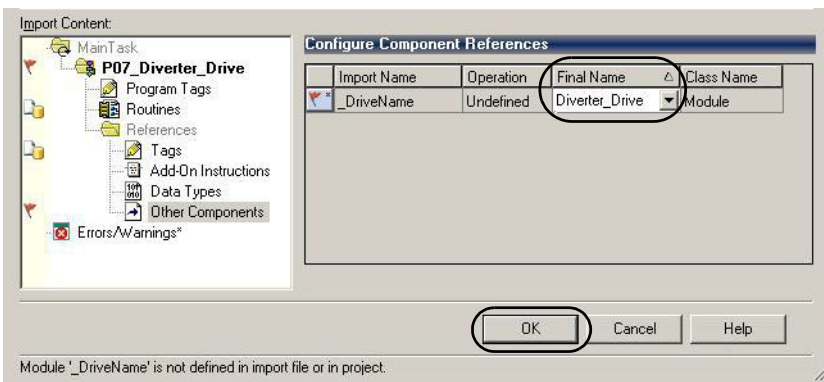 Import Content:
MainTask
P07_Diverter_Drive
Program Tags
Routines
References
Tags
Add-On Instructions
Data Types
Other Components
Errors/Warnings*
Configure Component References
Import Name Operation Final Name Class Name
* _DriveName Undefined Diverter_Drive Module
OK Cancel Help
Module '_DriveName' is not defined in import file or in project.